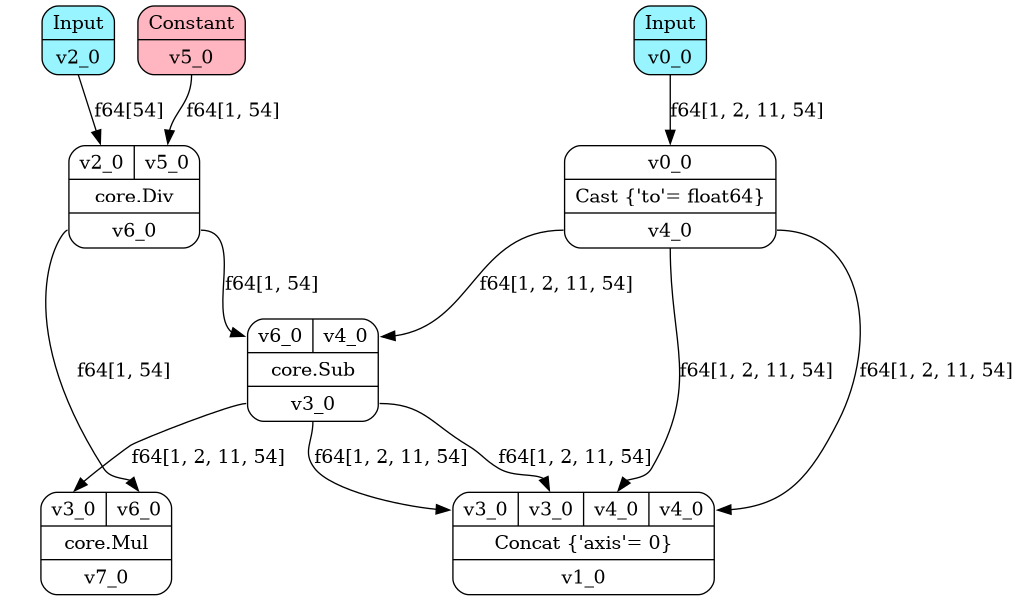 Input
v2_0
Constant
v5_0
Input
v0_0
f64[54]
f64[1, 54]
f64[1, 2, 11, 54]
v2_0 v5_0
core.Div
v6_0
v0_0
Cast {'to'= float64}
v4_0
f64[1, 54]
f64[1, 2, 11, 54]
v6_0 v4_0
core.Sub
v3_0
f64[1, 54]
f64[1, 2, 11, 54]
f64[1, 2, 11, 54]
f64[1, 2, 11, 54]
f64[1, 2, 11, 54]
f64[1, 2, 11, 54]
v3_0 v6_0
core.Mul
v7_0
v3_0 v3_0 v4_0 v4_0
Concat {'axis'= 0}
v1_0